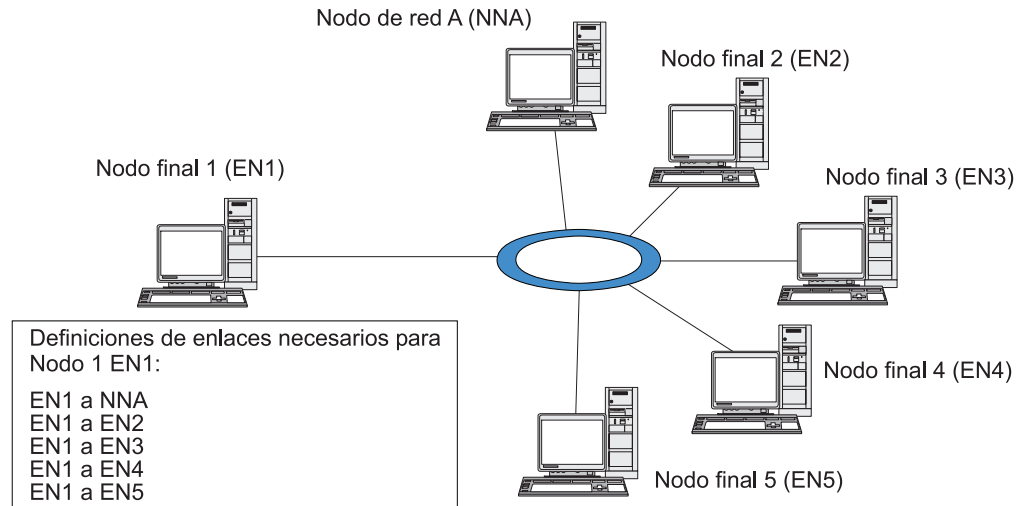 Nodo de red A (NNA)
Nodo final 2 (EN2)
Nodo final 1 (EN1)
Nodo final 3 (EN3)
Definiciones de enlaces necesarios para
Nodo 1 EN1:
EN1 a NNA
EN1 a EN2
EN1 a EN3
EN1 a EN4
EN1 a EN5
Nodo final 4 (EN4)
Nodo final 5 (EN5)